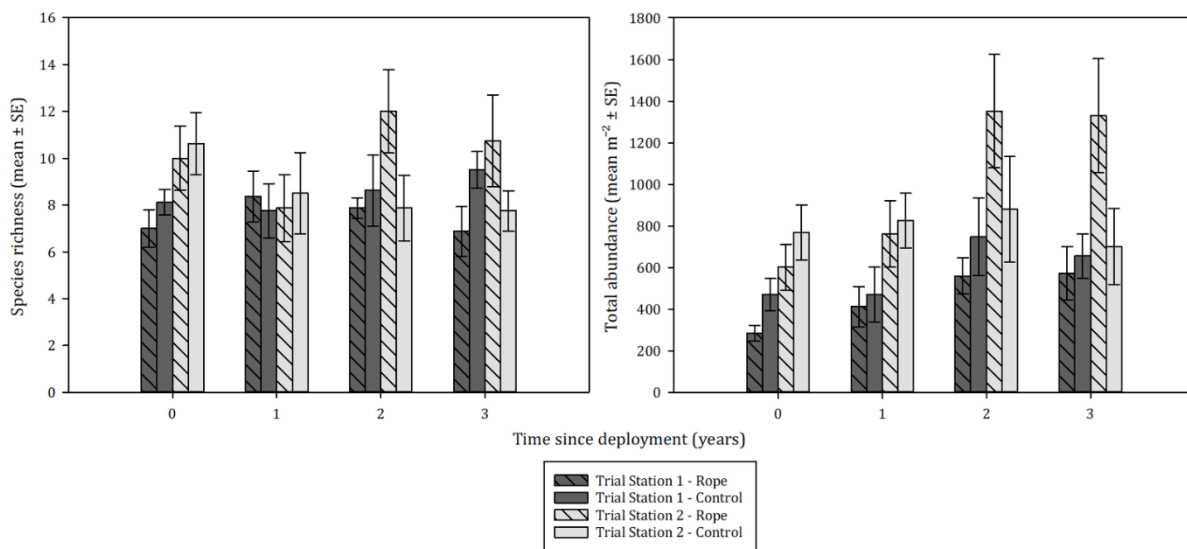 Species richness (mean ± SE)
16
14
12
10
8
6
4
2
0
0 1 2 3
Total abundance (mean m⁻² ± SE)
1800
1600
1400
1200
1000
800
600
400
200
0
0 1 2 3
Time since deployment (years)
Trial Station 1 - Rope
Trial Station 1 - Control
Trial Station 2 - Rope
Trial Station 2 - Control